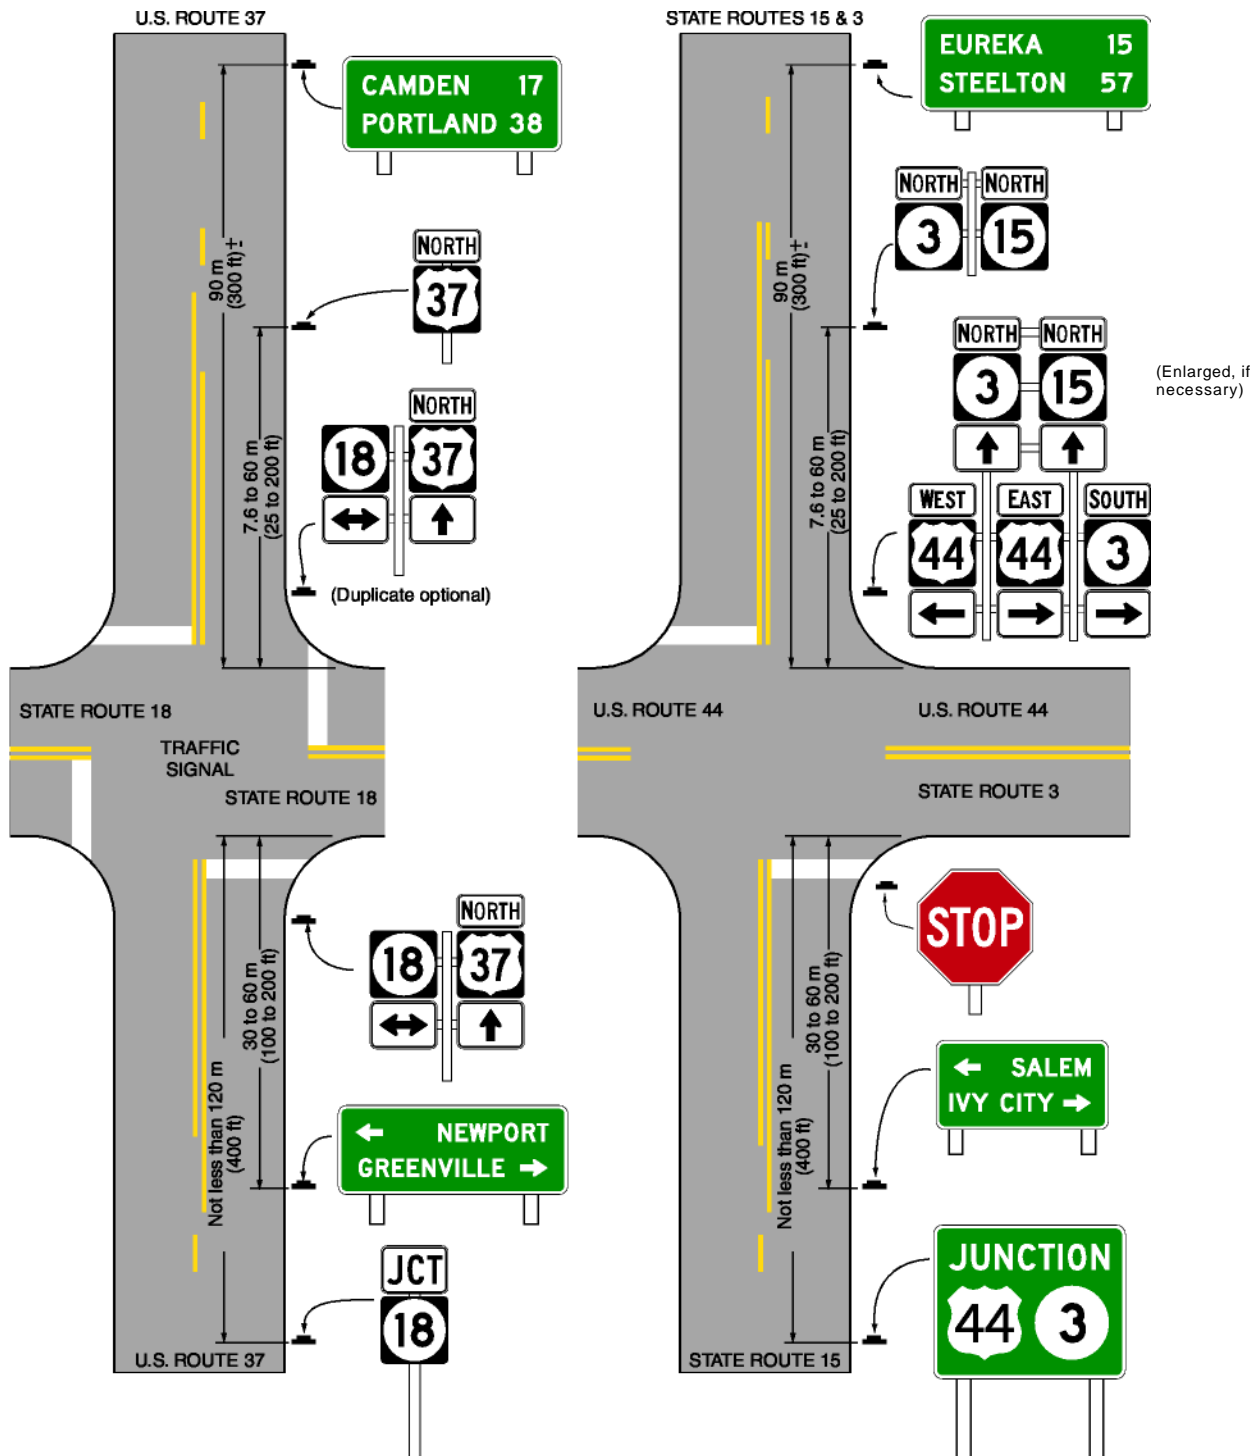 U.S. ROUTE 37
CAMDEN 17
PORTLAND 38
90 m
(300 ft)±
NORTH
37
7.6 to 60 m
(25 to 200 ft)
NORTH
18 37
(Duplicate optional)
STATE ROUTE 18
TRAFFIC
SIGNAL
STATE ROUTE 18
NORTH
18 37
30 to 60 m
(100 to 200 ft)
Not less than 120 m
(400 ft)
NEWPORT
GREENVILLE
JCT
18
U.S. ROUTE 37
STATE ROUTES 15 & 3
EUREKA 15
STEELTON 57
90 m
(300 ft)±
NORTH NORTH
3 15
7.6 to 60 m
(25 to 200 ft)
NORTH NORTH
3 15
(Enlarged, if
necessary)
WEST EAST SOUTH
44 44 3
U.S. ROUTE 44 U.S. ROUTE 44
STATE ROUTE 3
STOP
30 to 60 m
(100 to 200 ft)
Not less than 120 m
(400 ft)
SALEM
IVY CITY
JUNCTION
44 3
STATE ROUTE 15